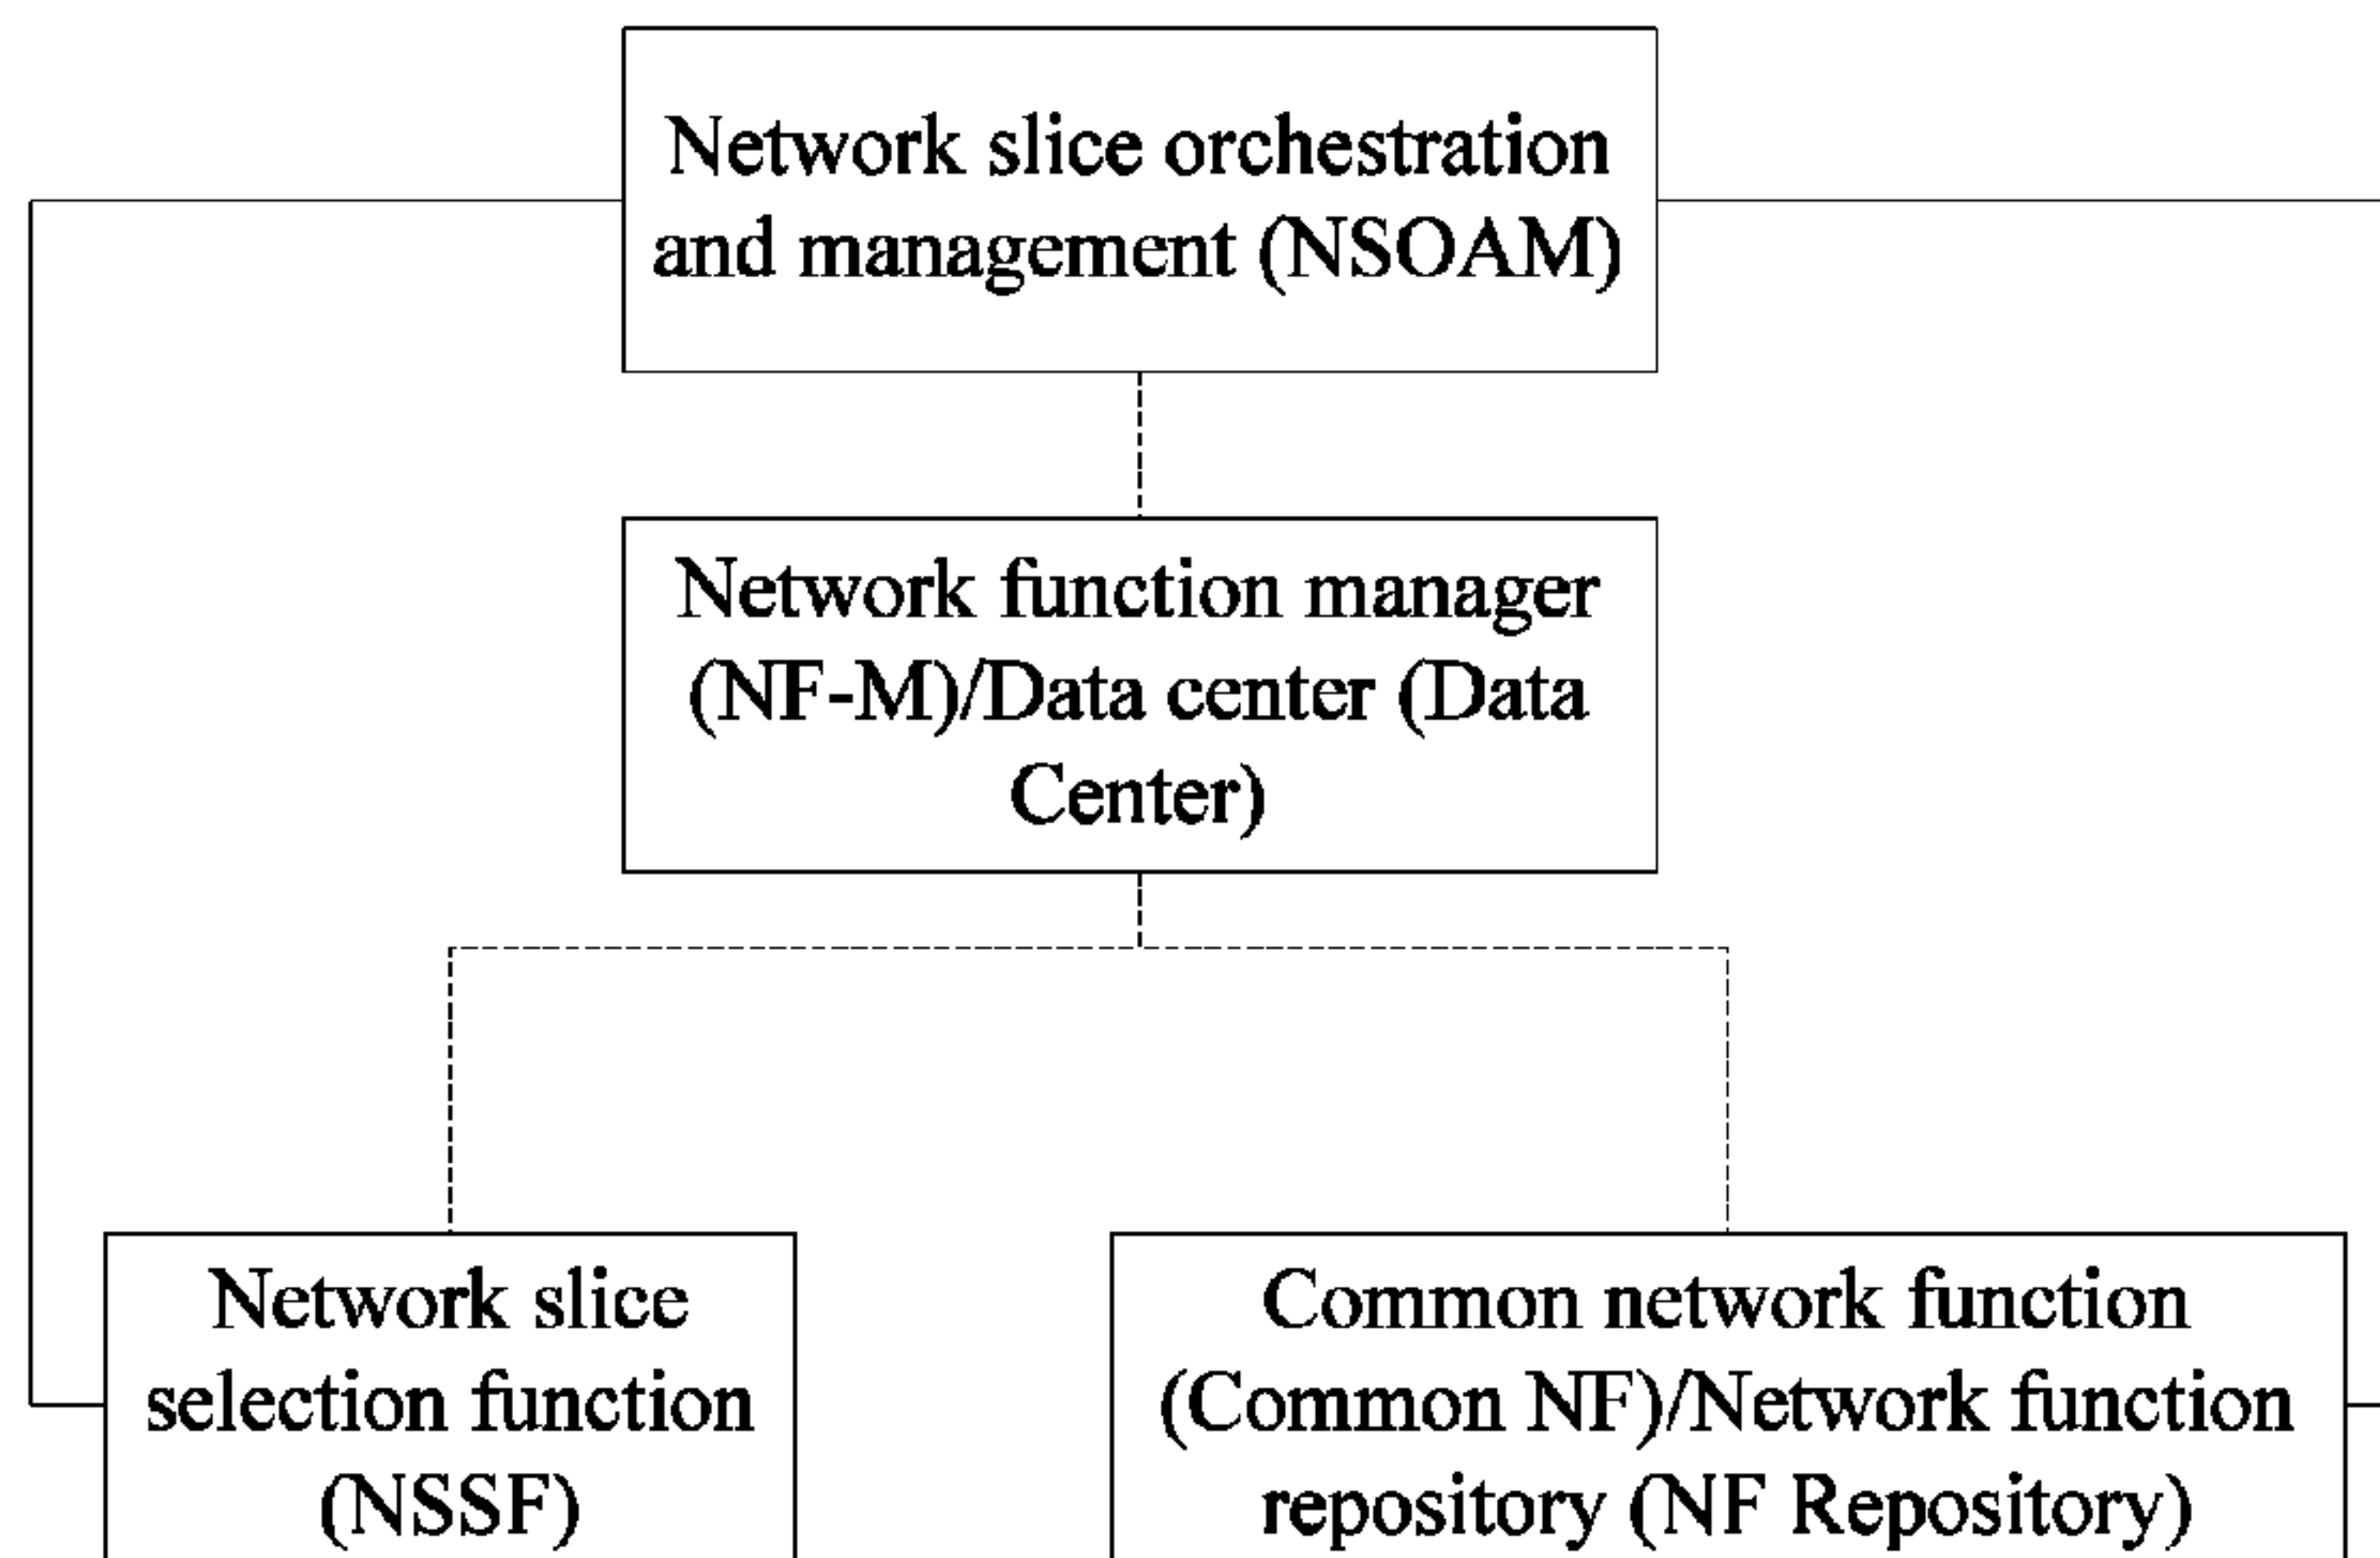 Network slice orchestration
and management (NSOAM)
Network function manager
(NF-M)/Data center (Data
Center)
Network slice
selection function
(NSSF)
Common network function
(Common NF)/Network function
repository (NF Repository)